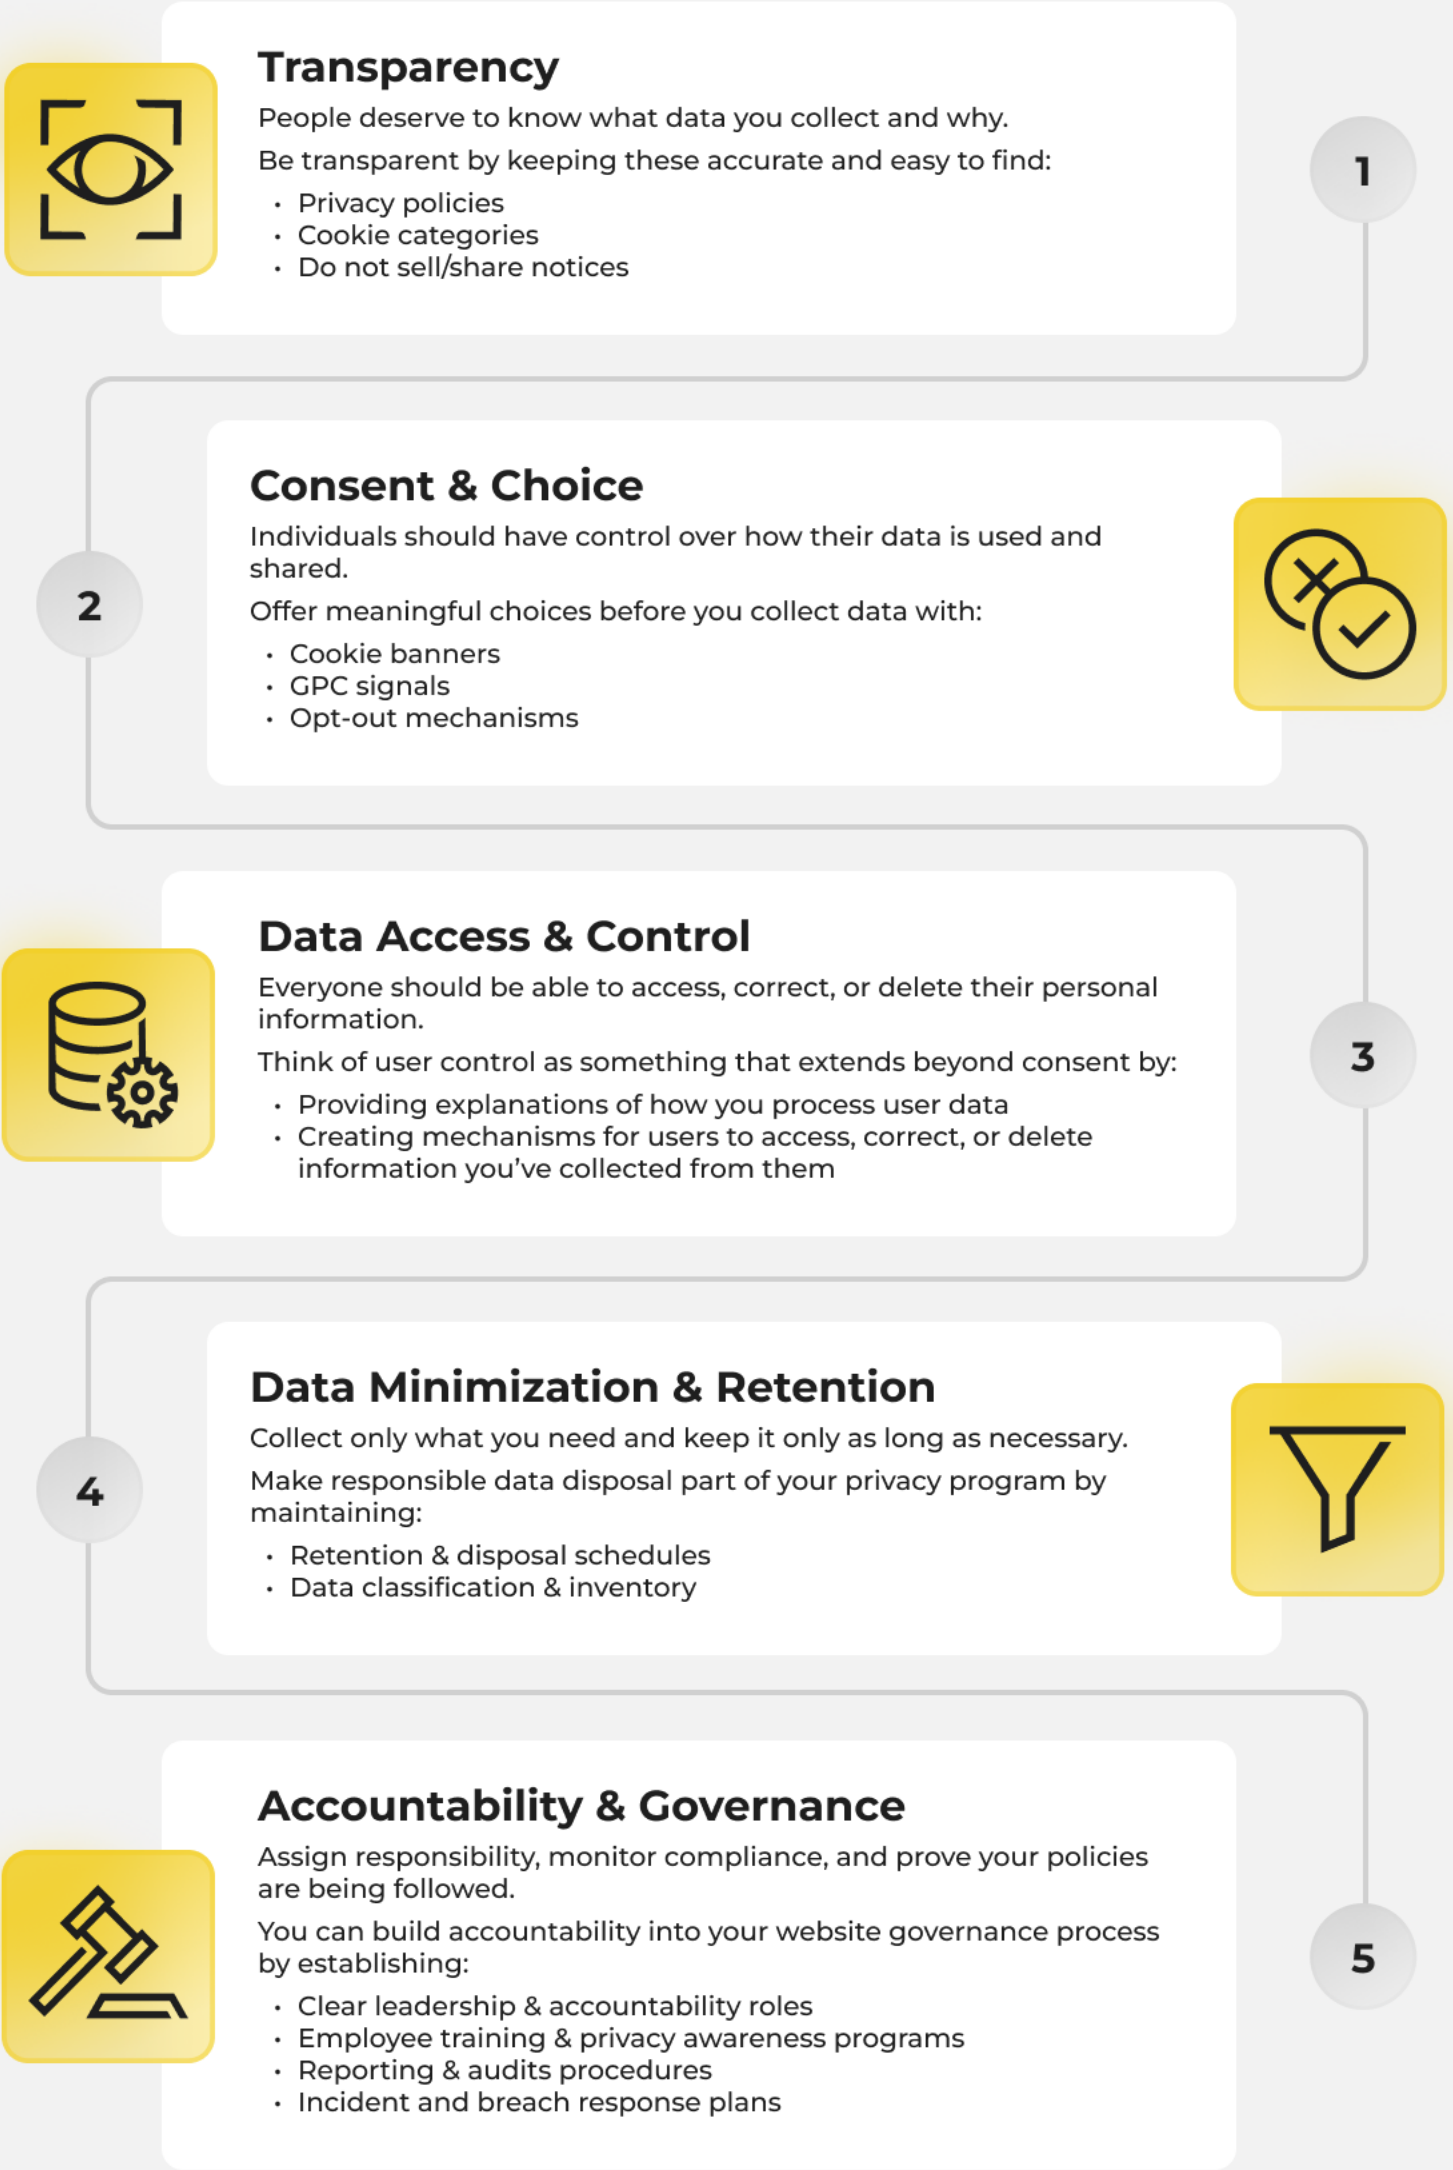 Transparency
People deserve to know what data you collect and why.
Be transparent by keeping these accurate and easy to find:
• Privacy policies
• Cookie categories
• Do not sell/share notices
1
Consent & Choice
Individuals should have control over how their data is used and
shared.
Offer meaningful choices before you collect data with:
• Cookie banners
• GPC signals
• Opt-out mechanisms
2
Data Access & Control
Everyone should be able to access, correct, or delete their personal
information.
Think of user control as something that extends beyond consent by:
• Providing explanations of how you process user data
• Creating mechanisms for users to access, correct, or delete
information you’ve collected from them
3
Data Minimization & Retention
Collect only what you need and keep it only as long as necessary.
Make responsible data disposal part of your privacy program by
maintaining:
• Retention & disposal schedules
• Data classification & inventory
4
Accountability & Governance
Assign responsibility, monitor compliance, and prove your policies
are being followed.
You can build accountability into your website governance process
by establishing:
• Clear leadership & accountability roles
• Employee training & privacy awareness programs
• Reporting & audits procedures
• Incident and breach response plans
5